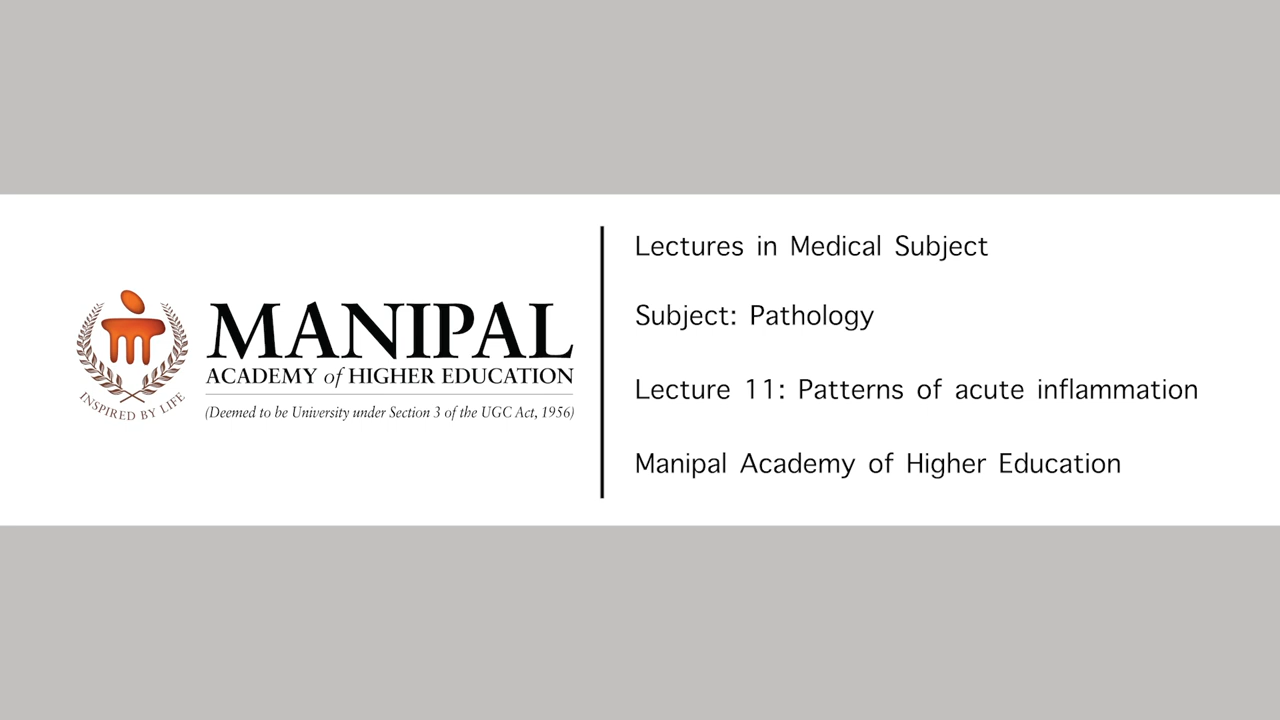 INSPIRED BY LIFE
MANIPAL
ACADEMY of HIGHER EDUCATION
(Deemed to be University under Section 3 of the UGC Act, 1956)
Lectures in Medical Subject
Subject: Pathology
Lecture 11: Patterns of acute inflammation
Manipal Academy of Higher Education